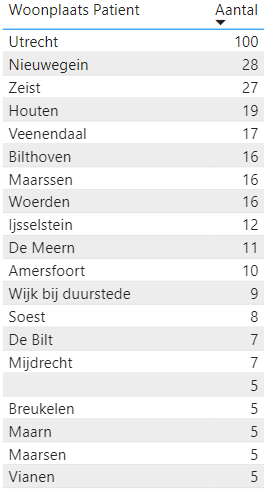 Woonplaats Patient Aantal
Utrecht 100
Nieuwegein 28
Zeist 27
Houten 19
Veenendaal 17
Bilthoven 16
Maarssen 16
Woerden 16
Ijsselstein 12
De Meern 11
Amersfoort 10
Wijk bij duurstede 9
Soest 8
De Bilt 7
Mijdrecht 7
5
Breukelen 5
Maarn 5
Maarsen 5
Vianen 5